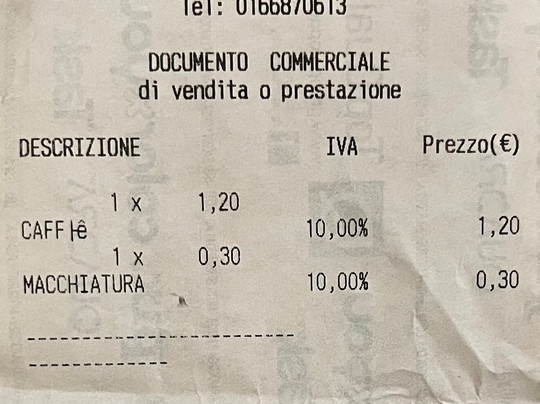 Tel: 0166870613
DOCUMENTO COMMERCIALE
di vendita o prestazione
DESCRIZIONE IVA Prezzo(€)
1 x 1,20
CAFF├ê 10,00% 1,20
1 x 0,30
MACCHIATURA 10,00% 0,30